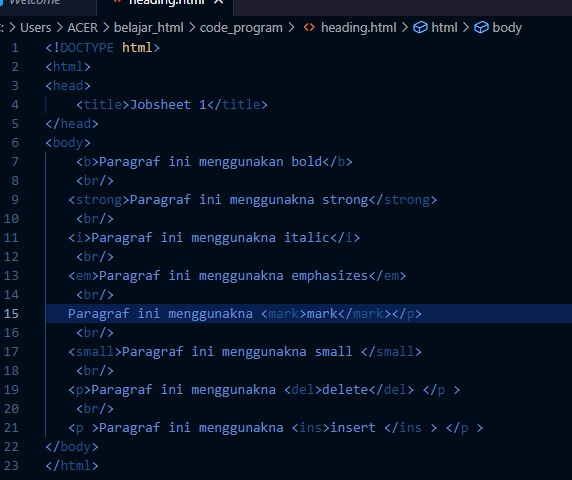 Welcome heading.html ×
: > Users > ACER > belajar_html > code_program > <> heading.html > html > body
1 <!DOCTYPE html>
2 <html>
3 <head>
4 <title>Jobsheet 1</title>
5 </head>
6 <body>
7 <b>Paragraf ini menggunakan bold</b>
8 <br/>
9 <strong>Paragraf ini menggunakna strong</strong>
10 <br/>
11 <i>Paragraf ini menggunakna italic</i>
12 <br/>
13 <em>Paragraf ini menggunakna emphasizes</em>
14 <br/>
15 Paragraf ini menggunakna <mark>mark</mark></p>
16 <br/>
17 <small>Paragraf ini menggunakna small </small>
18 <br/>
19 <p>Paragraf ini menggunakna <del>delete</del> </p >
20 <br/>
21 <p >Paragraf ini menggunakna <ins>insert </ins > </p >
22 </body>
23 </html>